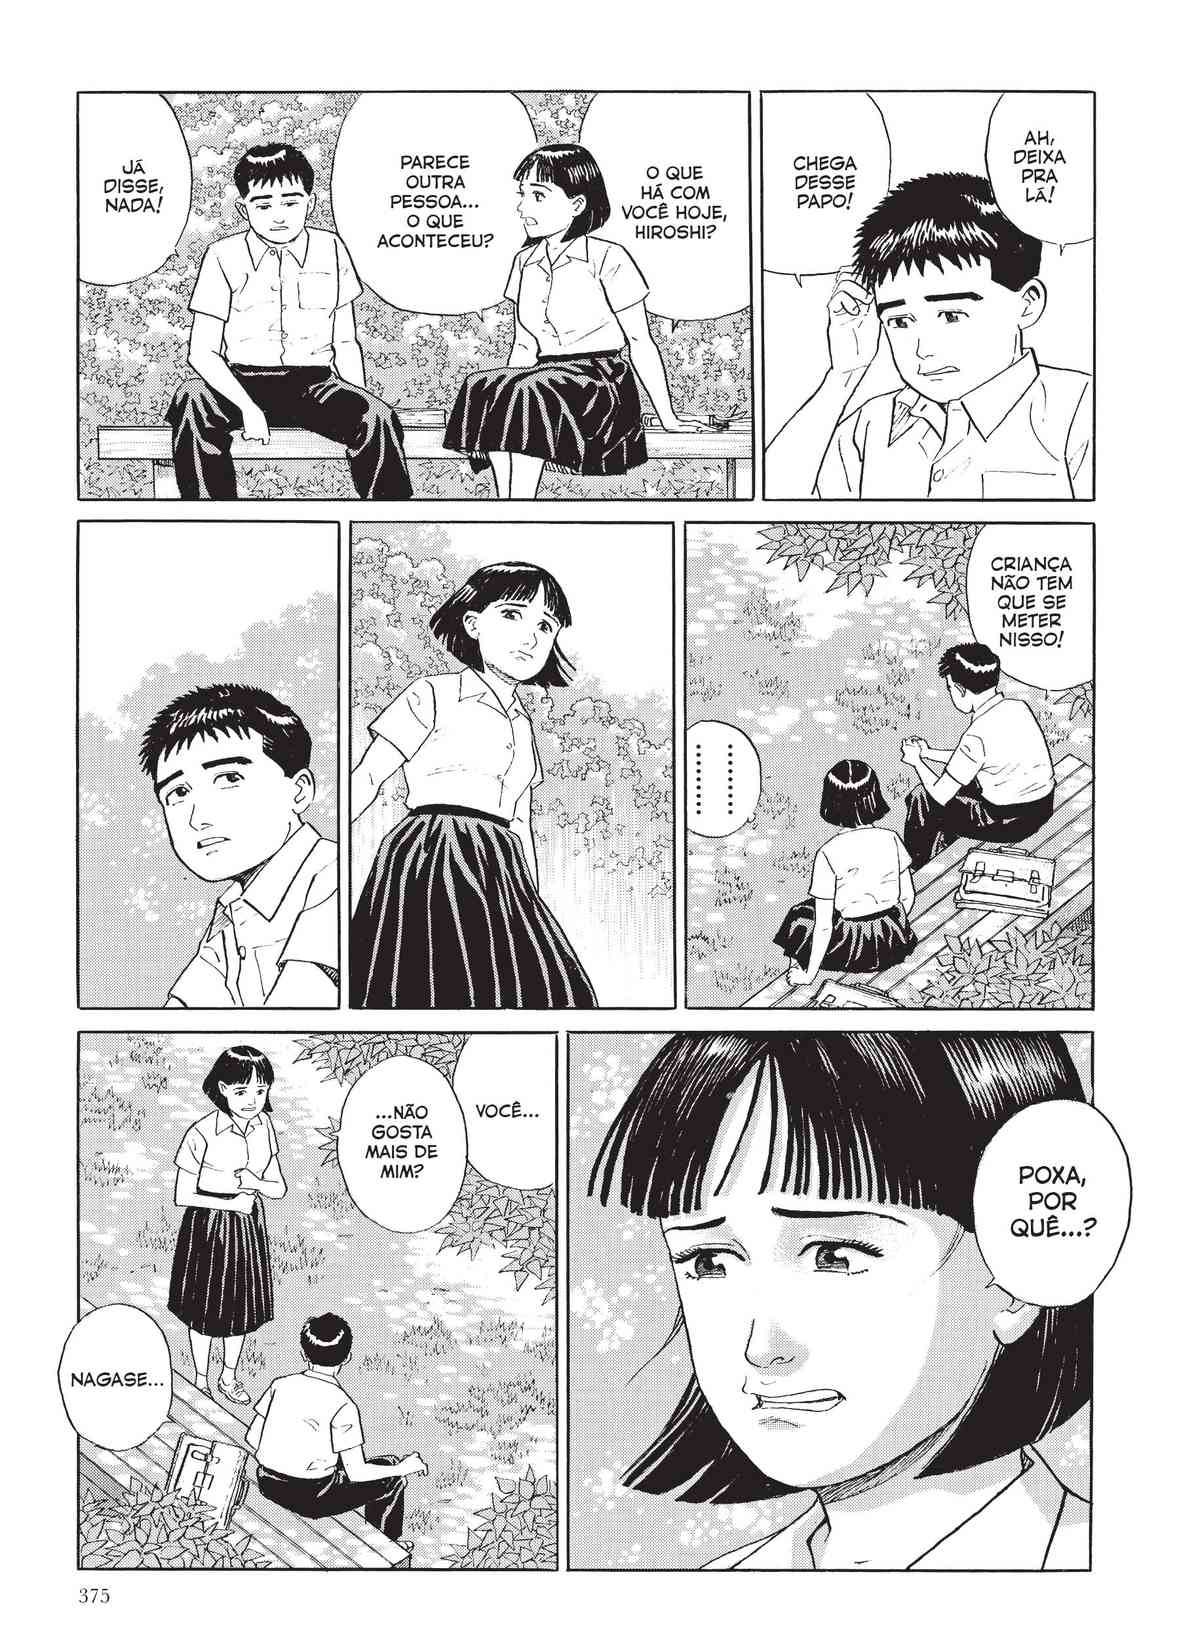 AH,
DEIXA
PRA
LÁ!
CHEGA
DESSE
PAPO!
O QUE
HÁ COM
VOCÊ HOJE,
HIROSHI?
PARECE
OUTRA
PESSOA...
O QUE
ACONTECEU?
JÁ
DISSE,
NADA!
CRIANÇA
NÃO TEM
QUE SE
METER
NISSO!
........
........
POXA,
POR
QUÊ...?
VOCÊ...
...NÃO
GOSTA
MAIS DE
MIM?
NAGASE...
375